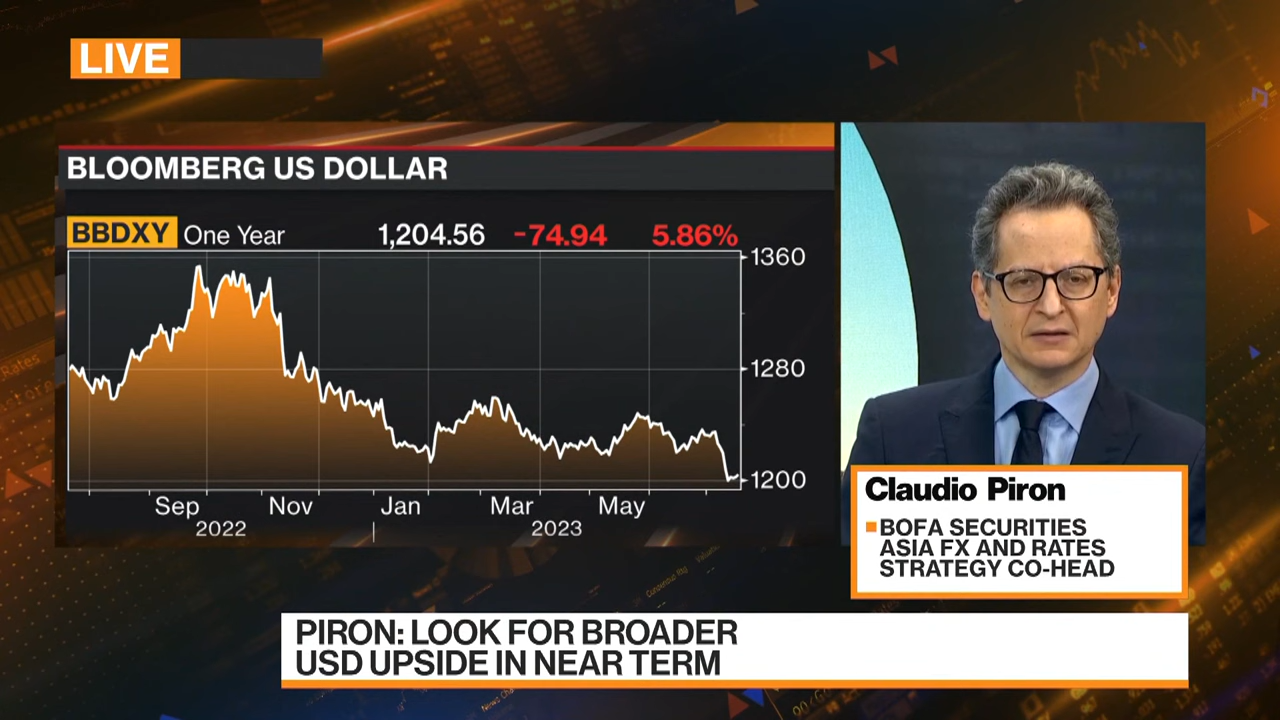 LIVE
BLOOMBERG US DOLLAR
BBDXY One Year 1,204.56 -74.94 5.86%
1360
1280
1200
Sep Nov Jan Mar May
2022 2023
Claudio Piron
BOFA SECURITIES
ASIA FX AND RATES
STRATEGY CO-HEAD
PIRON: LOOK FOR BROADER
USD UPSIDE IN NEAR TERM